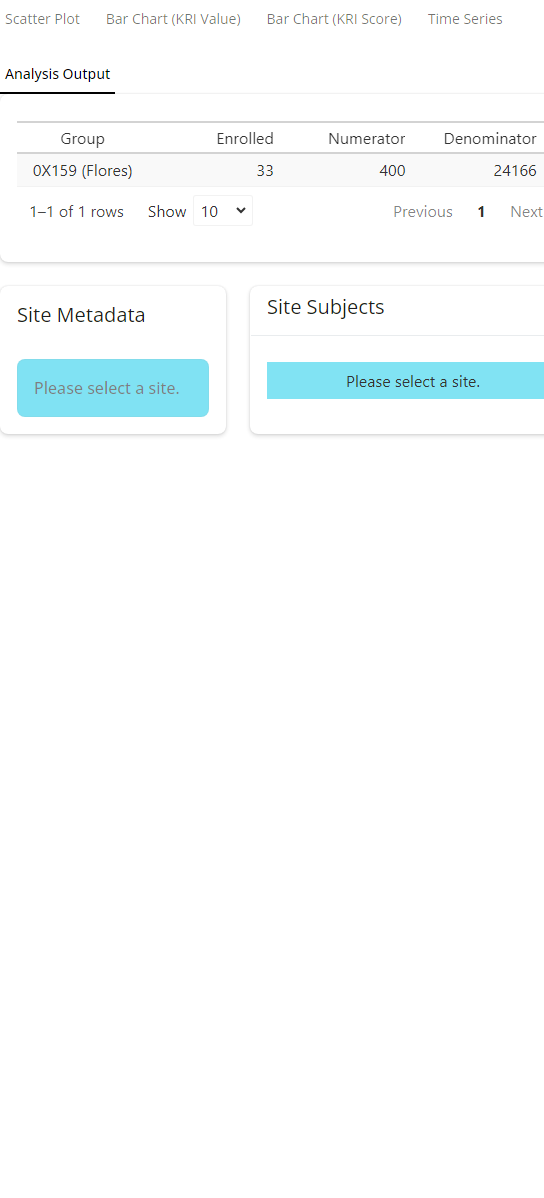 Scatter Plot Bar Chart (KRI Value) Bar Chart (KRI Score) Time Series
Analysis Output
Group Enrolled Numerator Denominator
0X159 (Flores) 33 400 24166
1–1 of 1 rows Show 10 Previous 1 Next
Site Metadata
Please select a site.
Site Subjects
Please select a site.